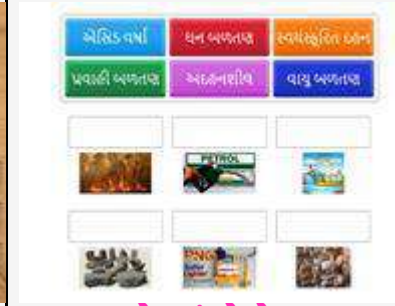 એસિડ વર્ષા
ઘન બળતણ
સ્વયંસ્ફુરિત દહન
પ્રવાહી બળતણ
અદહનશીલ
વાયુ બળતણ
PETROL
PNG